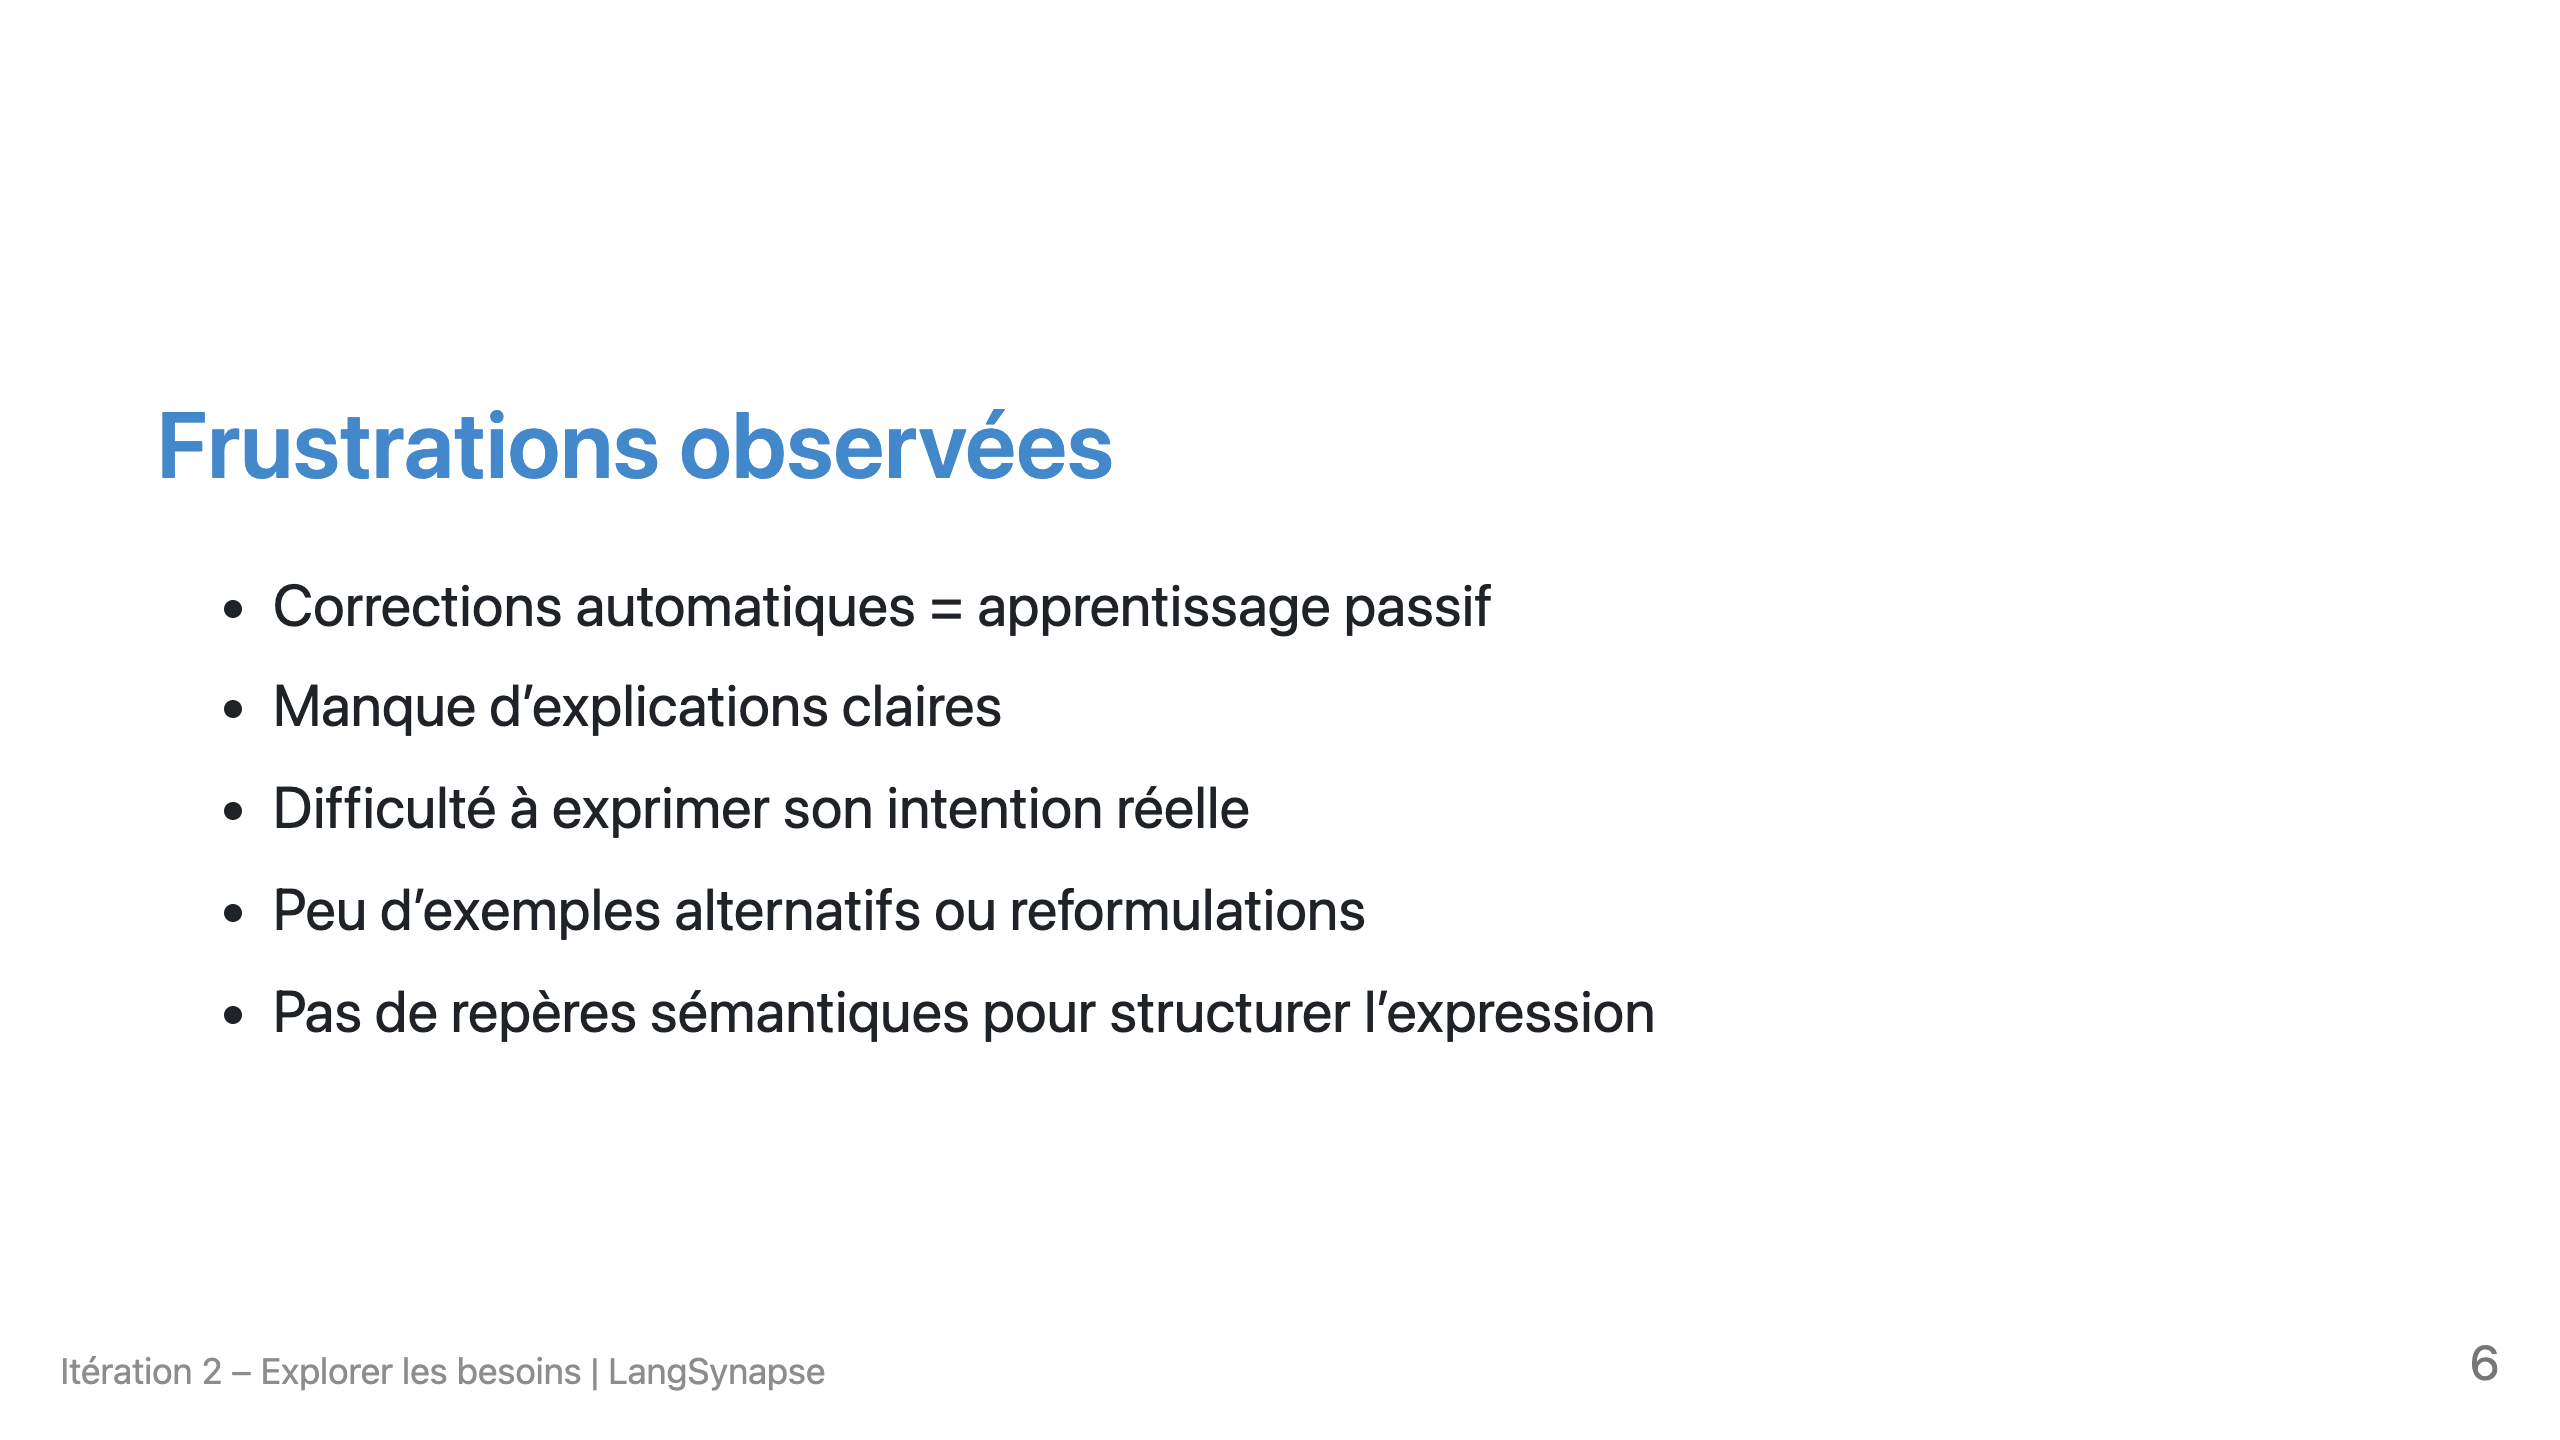 Frustrations observées
• Corrections automatiques = apprentissage passif
• Manque d’explications claires
• Difficulté à exprimer son intention réelle
• Peu d’exemples alternatifs ou reformulations
• Pas de repères sémantiques pour structurer l’expression
Itération 2 – Explorer les besoins | LangSynapse
6